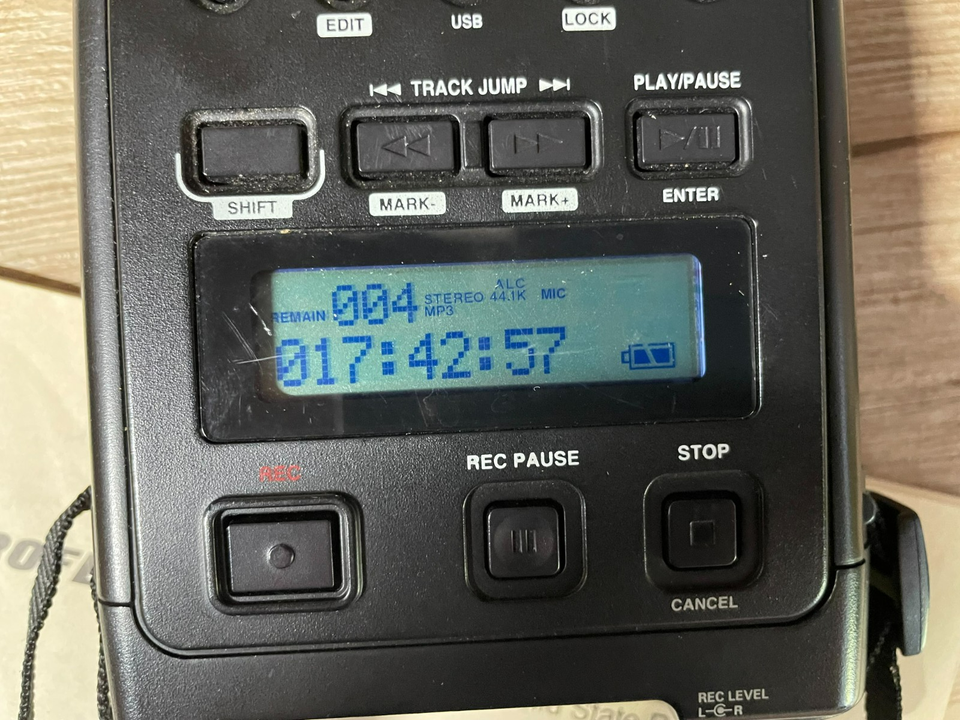 EDIT
USB
LOCK
TRACK JUMP
PLAY/PAUSE
SHIFT
MARK-
MARK+
ENTER
REMAIN 004 STEREO 44.1K MIC
ALC
MP3
017:42:57
REC
REC PAUSE
STOP
CANCEL
REC LEVEL
L R
State